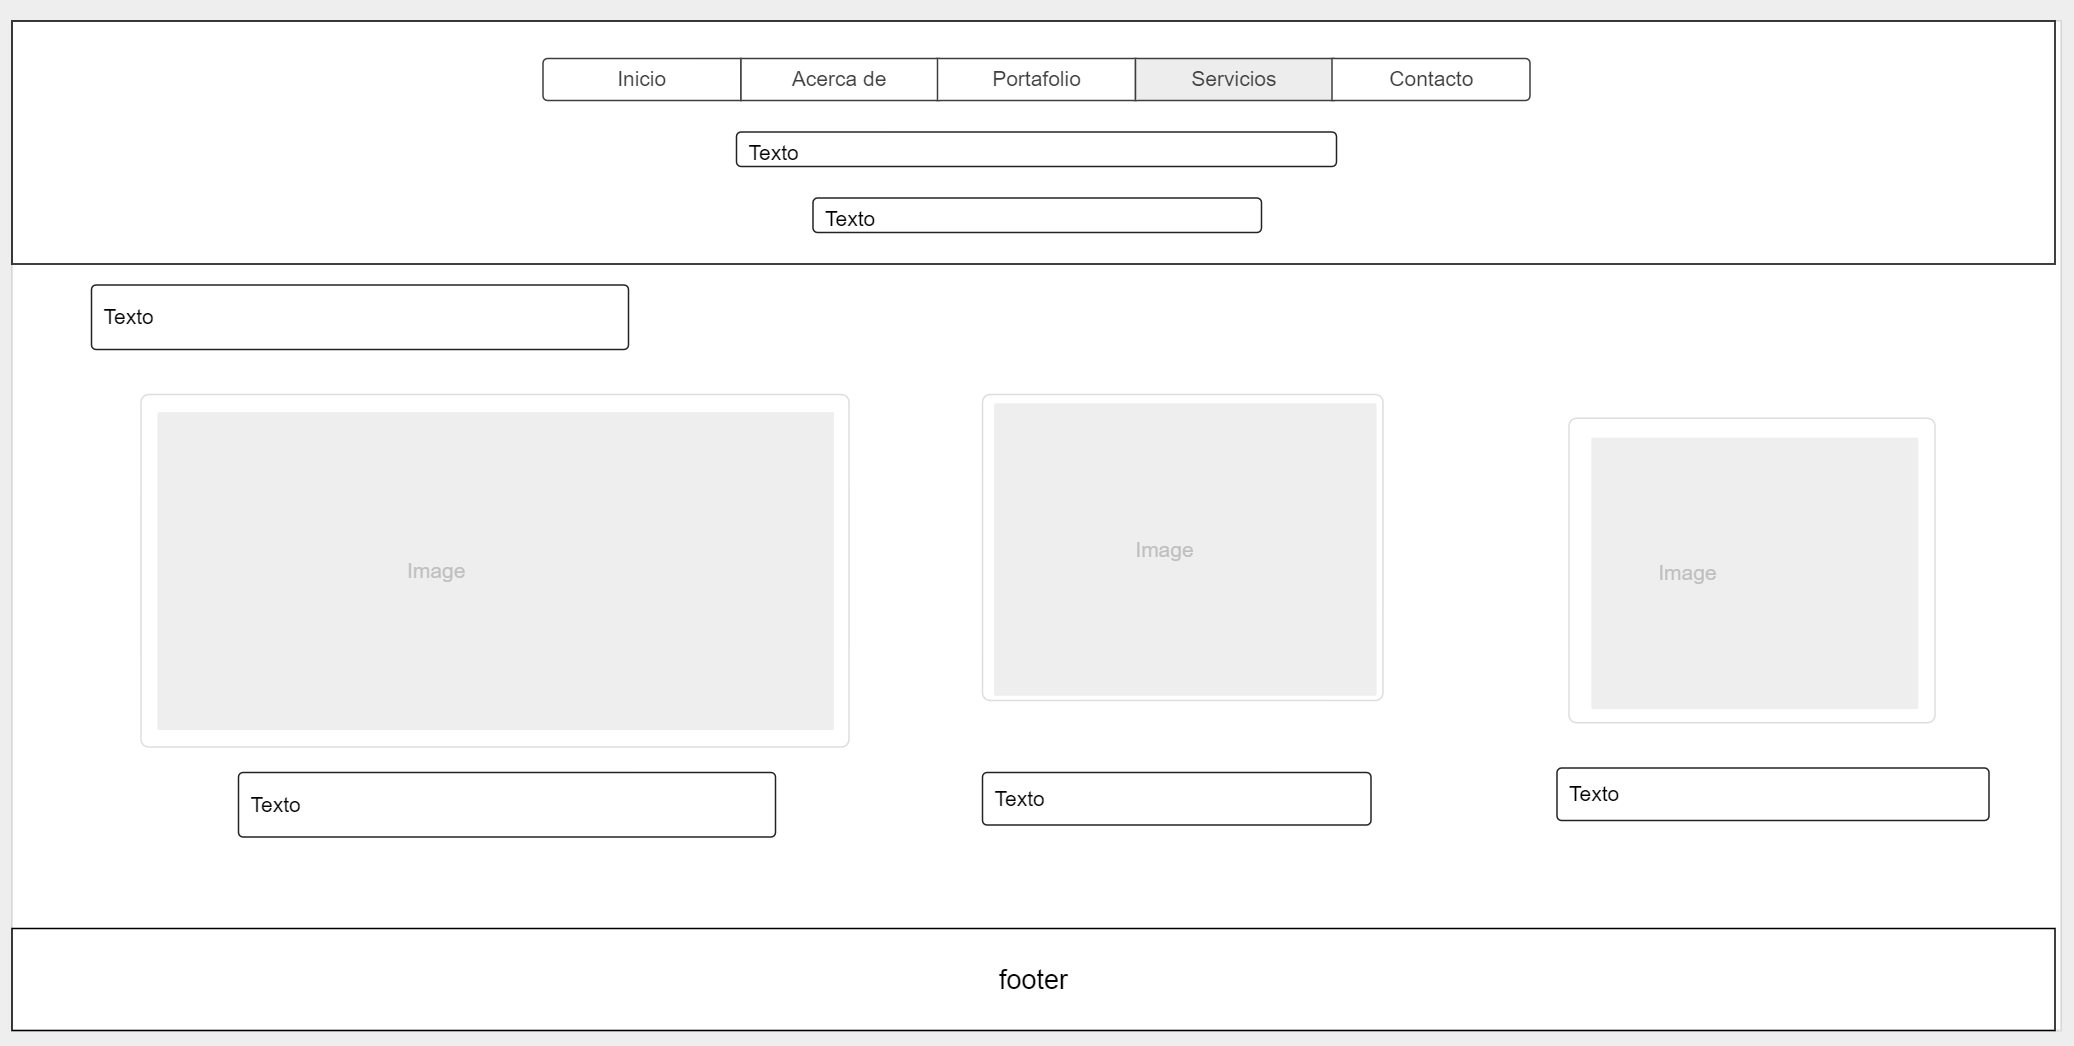 Inicio
Acerca de
Portafolio
Servicios
Contacto
Texto
Texto
Texto
Image
Image
Image
Texto
Texto
Texto
footer